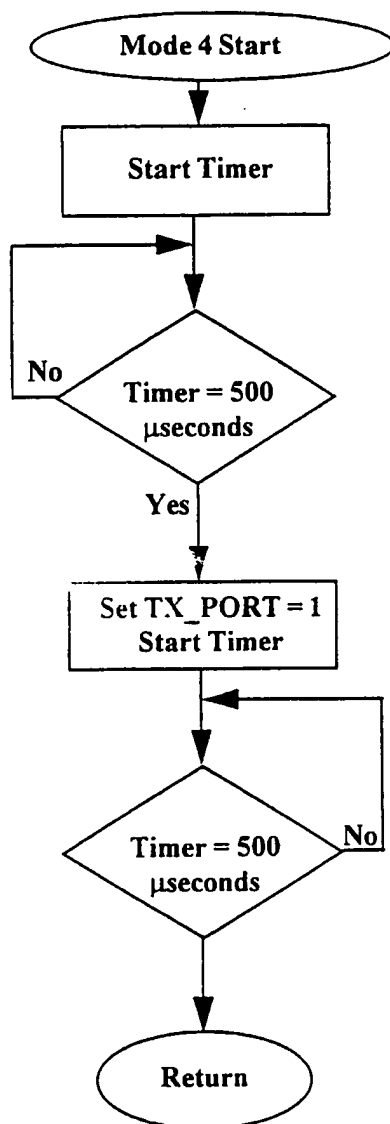 Mode 4 Start
Start Timer
No
Timer = 500
µseconds
Yes
Set TX_PORT = 1
Start Timer
No
Timer = 500
µseconds
Return